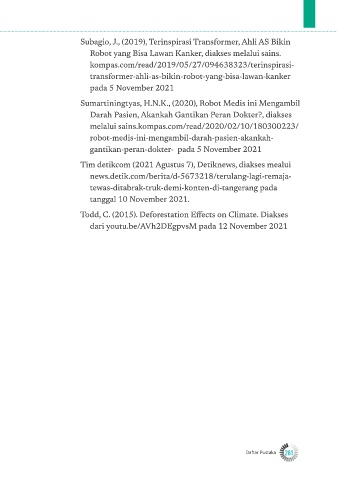 Subagio, J., (2019), Terinspirasi Transformer, Ahli AS Bikin
Robot yang Bisa Lawan Kanker, diakses melalui sains.
kompas.com/read/2019/05/27/094638323/terinspirasi-
transformer-ahli-as-bikin-robot-yang-bisa-lawan-kanker
pada 5 November 2021
Sumartiningtyas, H.N.K., (2020), Robot Medis ini Mengambil
Darah Pasien, Akankah Gantikan Peran Dokter?, diakses
melalui sains.kompas.com/read/2020/02/10/180300223/
robot-medis-ini-mengambil-darah-pasien-akankah-
gantikan-peran-dokter- pada 5 November 2021
Tim detikcom (2021 Agustus 7), Detiknews, diakses mealui
news.detik.com/berita/d-5673218/terulang-lagi-remaja-
tewas-ditabrak-truk-demi-konten-di-tangerang pada
tanggal 10 November 2021.
Todd, C. (2015). Deforestation Effects on Climate. Diakses
dari youtu.be/AVh2DEgpvsM pada 12 November 2021
Daftar Pustaka 281